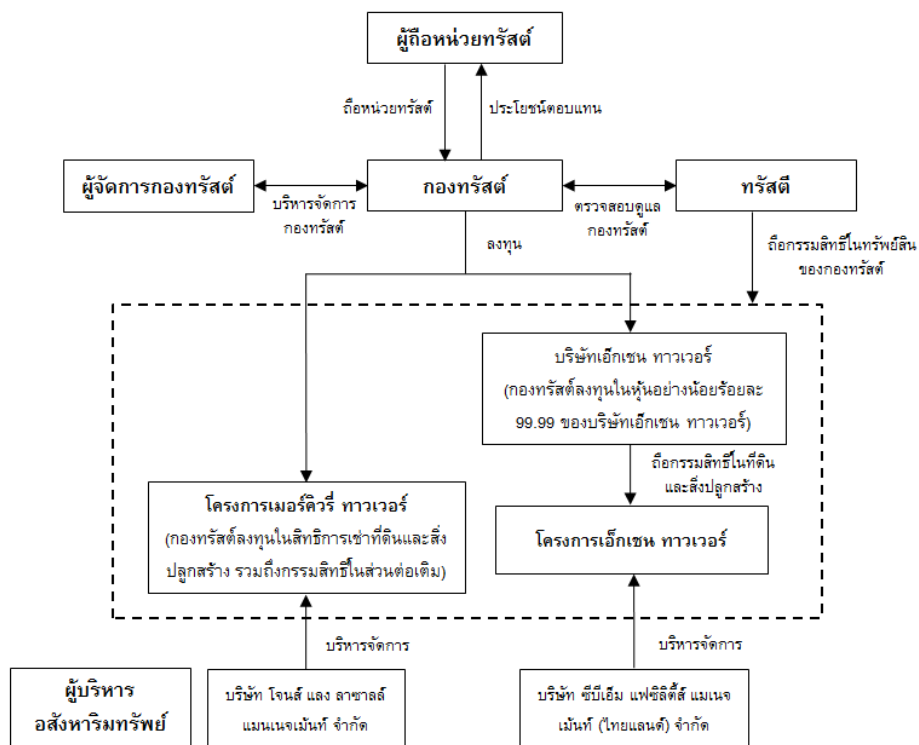 ผู้ถือหน่วยทรัสต์
ถือหน่วยทรัสต์
ประโยชน์ตอบแทน
ผู้จัดการกองทรัสต์
บริหารจัดการ
กองทรัสต์
กองทรัสต์
ตรวจสอบดูแล
กองทรัสต์
ทรัสตี
ลงทุน
ถือกรรมสิทธิ์ในทรัพย์สิน
ของกองทรัสต์
บริษัทเอ็กเชน ทาวเวอร์
(กองทรัสต์ลงทุนในหุ้นอย่างน้อยร้อยละ
99.99 ของบริษัทเอ็กเชน ทาวเวอร์)
ถือกรรมสิทธิ์ในที่ดิน
และสิ่งปลูกสร้าง
โครงการเมอร์คิวรี่ ทาวเวอร์
(กองทรัสต์ลงทุนในสิทธิการเช่าที่ดินและสิ่ง
ปลูกสร้าง รวมถึงกรรมสิทธิ์ในส่วนต่อเติม)
โครงการเอ็กเชน ทาวเวอร์
บริหารจัดการ
บริหารจัดการ
ผู้บริหาร
อสังหาริมทรัพย์
บริษัท โจนส์ แลง ลาซาลล์
แมนเนจเม้นท์ จำกัด
บริษัท ซีบีเอ็ม แฟซิลิตี้ส์ แมเนจ
เม้นท์ (ไทยแลนด์) จำกัด